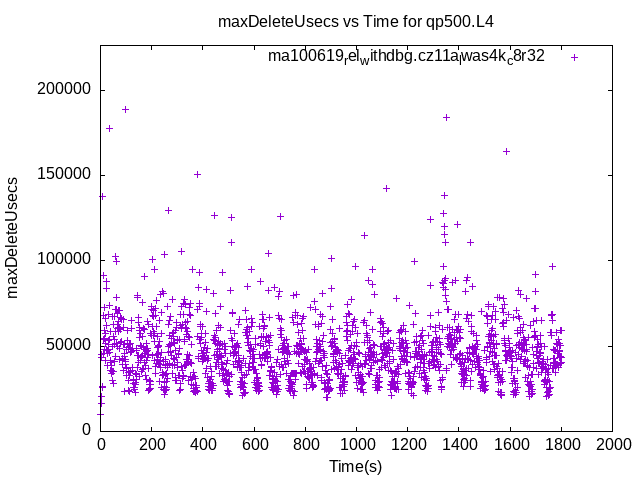 maxDeleteUsecs vs Time for qp500.L4
ma100619relwithdbg.cz11alwas4kc8r32
200000
150000
100000
50000
0
maxDeleteUsecs
0 200 400 600 800 1000 1200 1400 1600 1800 2000
Time(s)